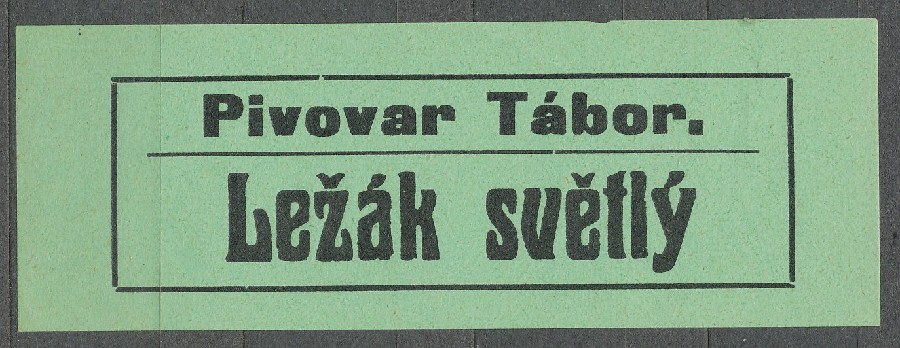 Pivovar Tábor.
Ležák světlý